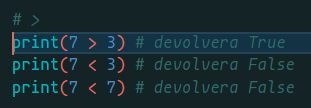 # >
print(7 > 3) # devolvera True
print(7 < 3) # devolvera False
print(7 < 7) # devolvera False